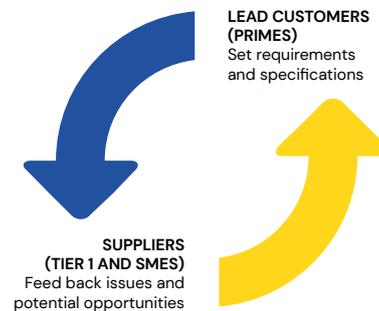 LEAD CUSTOMERS
(PRIMES)
Set requirements
and specifications
SUPPLIERS
(TIER 1 AND SMES)
Feed back issues and
potential opportunities